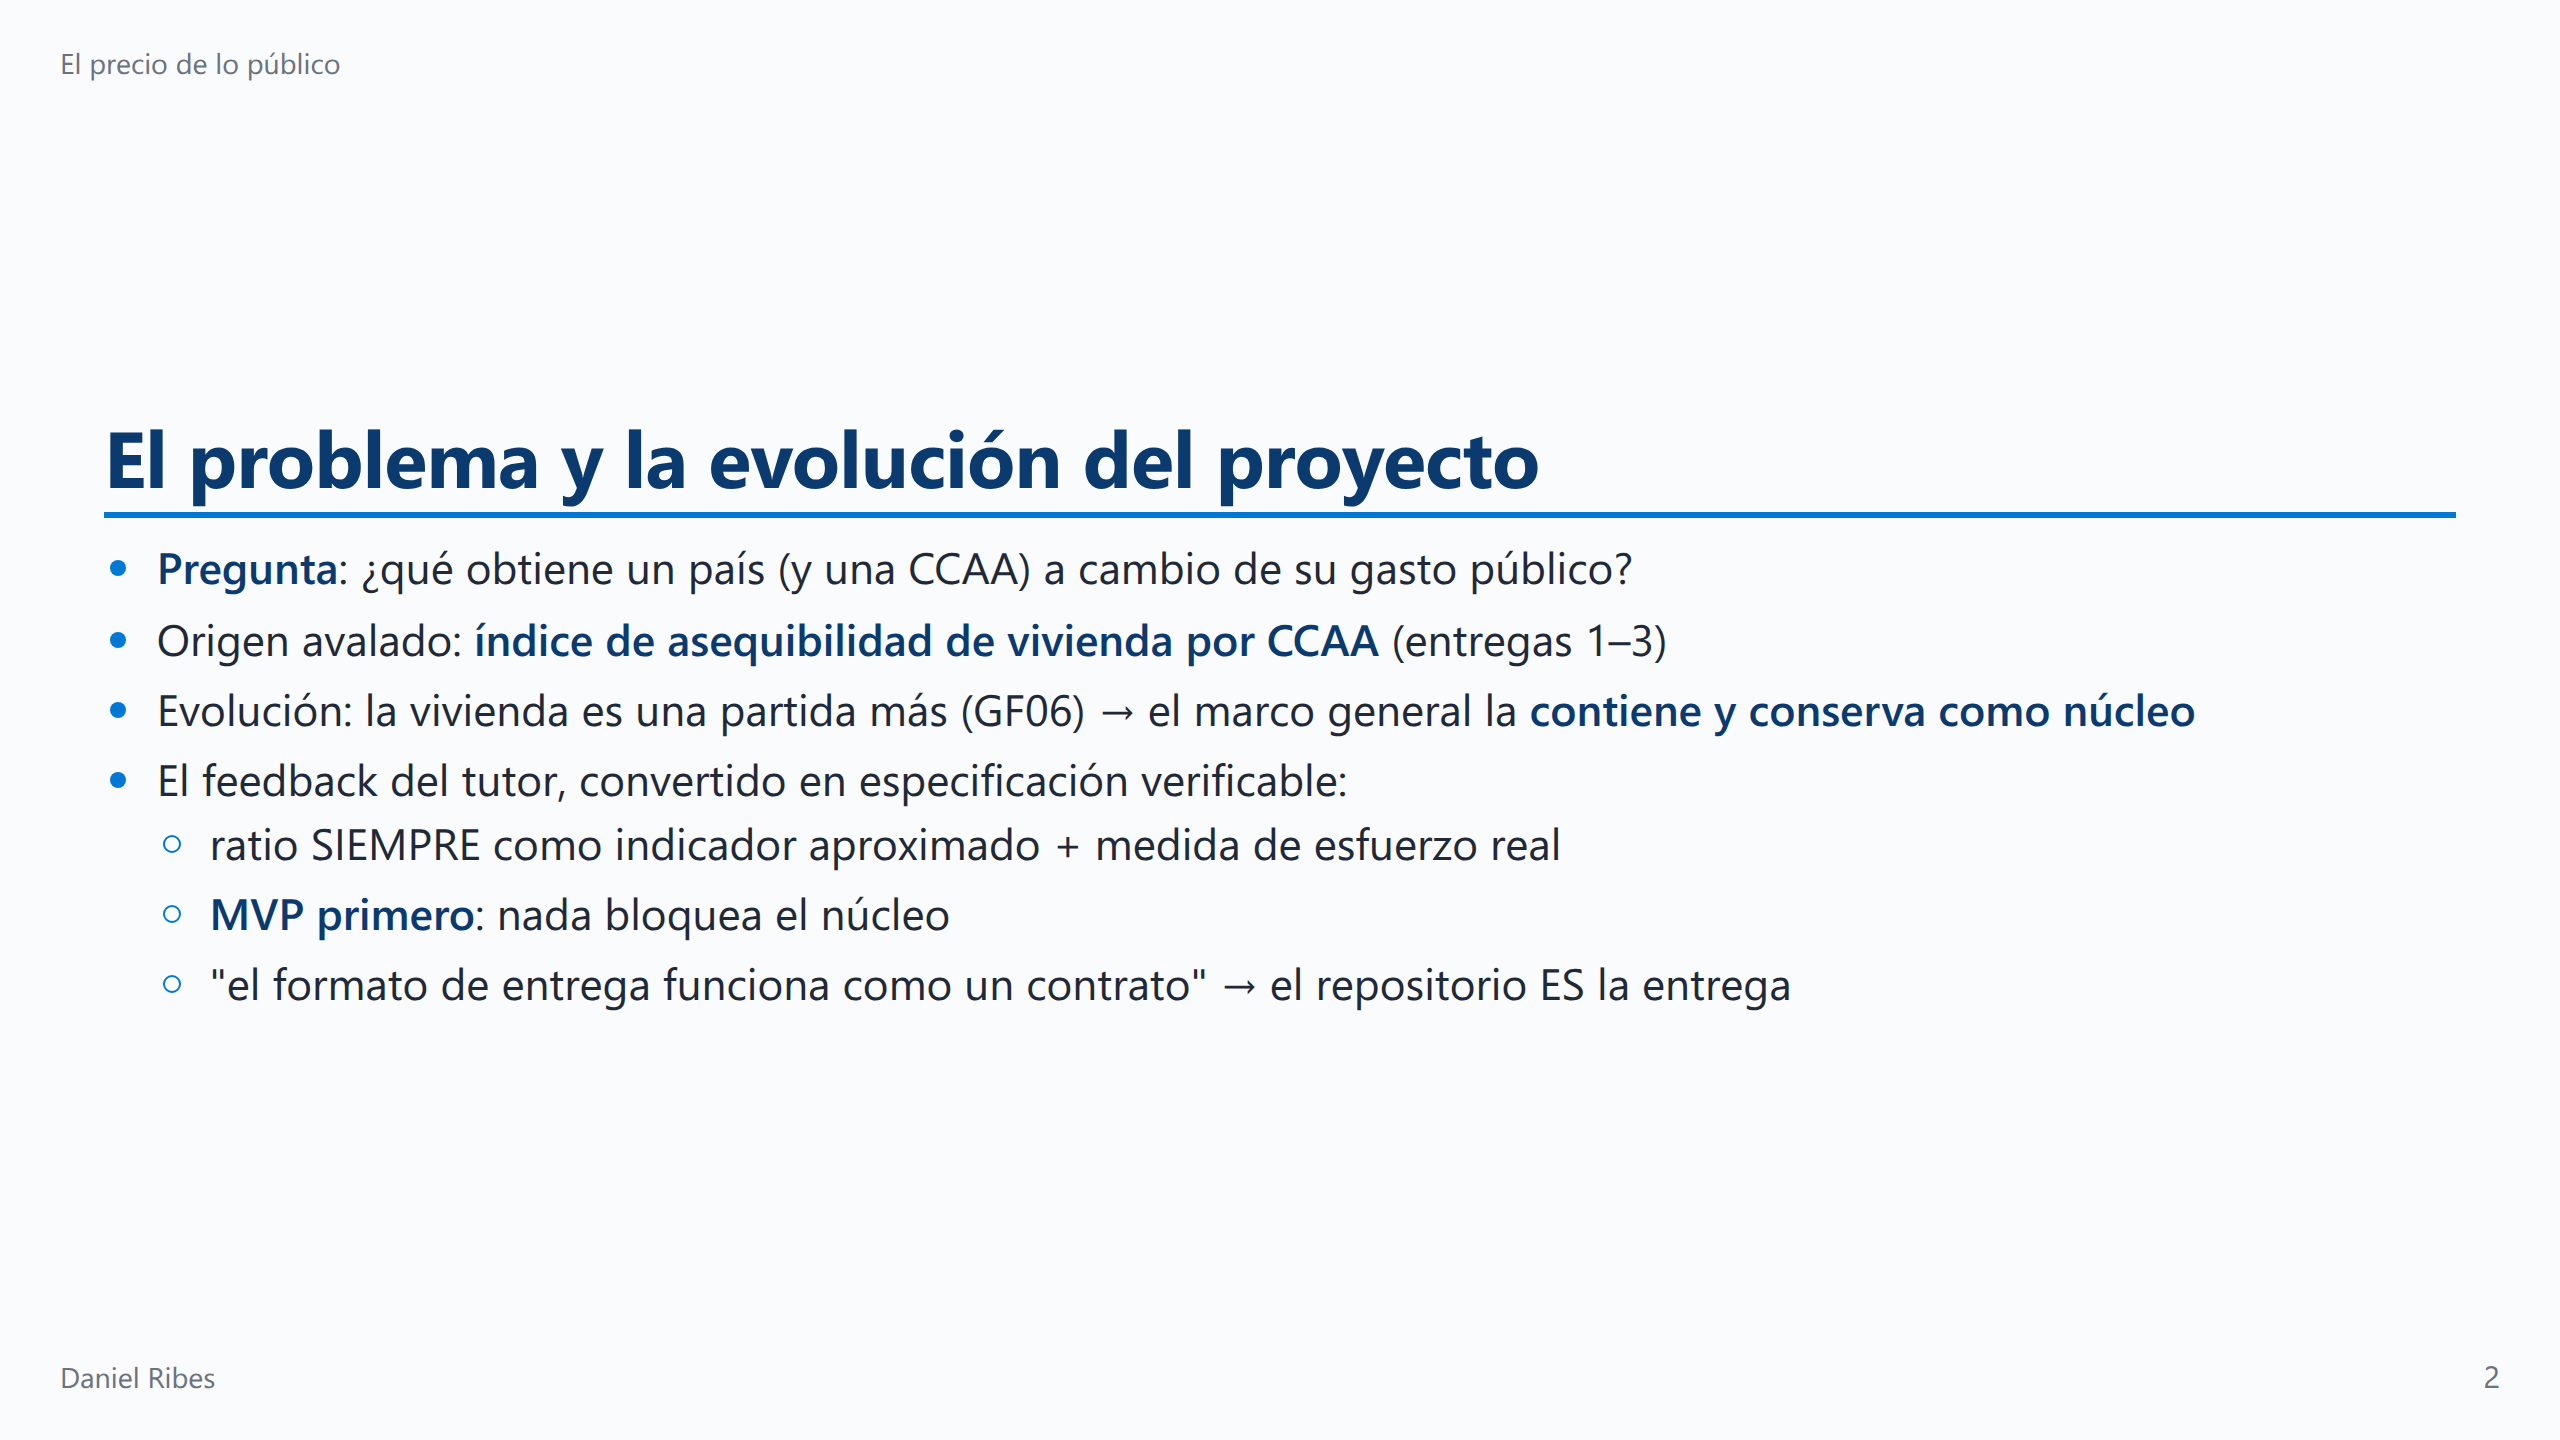 El precio de lo público
El problema y la evolución del proyecto
Pregunta: ¿qué obtiene un país (y una CCAA) a cambio de su gasto público?
Origen avalado: índice de asequibilidad de vivienda por CCAA (entregas 1–3)
Evolución: la vivienda es una partida más (GF06) → el marco general la contiene y conserva como núcleo
El feedback del tutor, convertido en especificación verificable:
ratio SIEMPRE como indicador aproximado + medida de esfuerzo real
MVP primero: nada bloquea el núcleo
"el formato de entrega funciona como un contrato" → el repositorio ES la entrega
Daniel Ribes
2